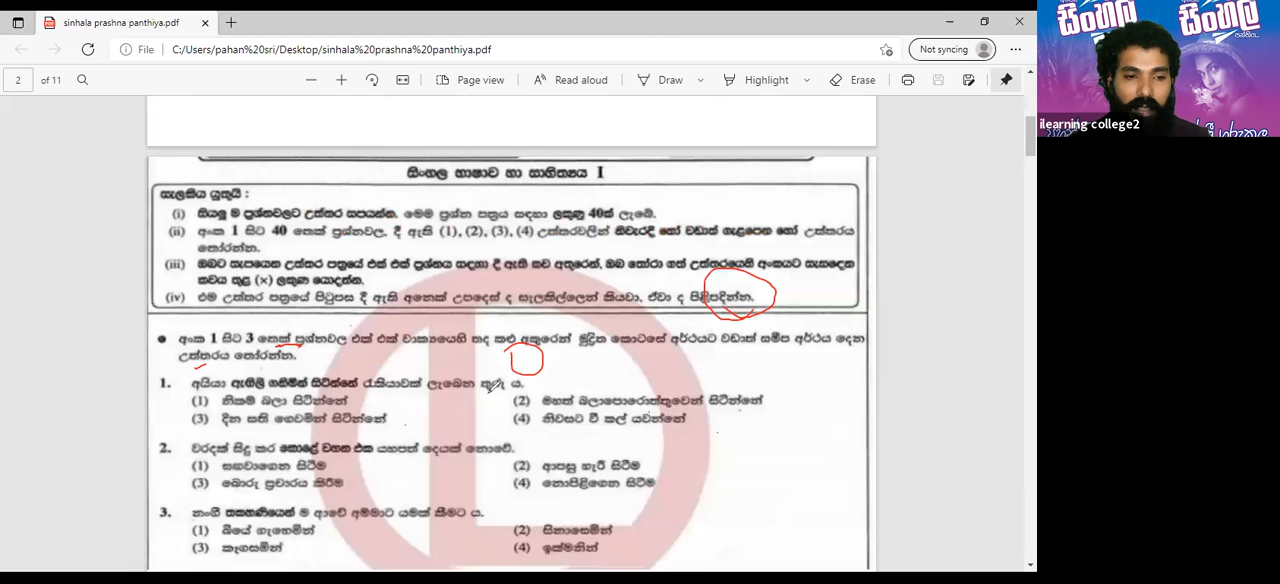 sinhala prashna panthiya.pdf
File C:/Users/pahan%20sri/Desktop/sinhala%20prashna%20panthiya.pdf Not syncing
2 of 11 Page view Read aloud Draw Highlight Erase
සිංහල
සිංහල
ilearning college2
සිංහල භාෂාව හා සාහිත්‍යය I
සැලකිය යුතුයි :
(i) සියලු ම ප්‍රශ්නවලට උත්තර සපයන්න. මෙම ප්‍රශ්න පත්‍රය සඳහා ලකුණු 40ක් ලැබේ.
(ii) අංක 1 සිට 40 තෙක් ප්‍රශ්නවල, දී ඇති (1), (2), (3), (4) උත්තරවලින් නිවැරදි හෝ වඩාත් ගැළපෙන හෝ උත්තරය
තෝරන්න.
(iii) ඔබට සැපයෙන උත්තර පත්‍රයේ එක් එක් ප්‍රශ්නය සඳහා දී ඇති කව අතුරෙන්, ඔබ තෝරා ගත් උත්තරයෙහි අංකයට සැසඳෙන
කවය තුළ (x) ලකුණ යොදන්න.
(iv) එම උත්තර පත්‍රයේ පිටුපස දී ඇති අනෙක් උපදෙස් ද සැලකිල්ලෙන් කියවා, ඒවා ද පිළිපදින්න.
● අංක 1 සිට 3 තෙක් ප්‍රශ්නවල එක් එක් වාක්‍යයෙහි තද කළු අකුරෙන් මුද්‍රිත කොටසේ අර්ථයට වඩාත් සමීප අර්ථය දෙන
උත්තරය තෝරන්න.
1. අයියා ඇඟිලි ගනිමින් සිටින්නේ රැකියාවක් ලැබෙන තුරු ය.
(1) නිකම් බලා සිටින්නේ (2) මහත් බලාපොරොත්තුවෙන් සිටින්නේ
(3) දින සති ගෙවමින් සිටින්නේ (4) නිවසට වී කල් යවන්නේ
2. වරදක් සිදු කර කොළේ වහන එක යහපත් දෙයක් නොවේ.
(1) සඟවාගෙන සිටීම (2) ආපසු හැරී සිටීම
(3) බොරු ප්‍රචාරය කිරීම (4) නොපිළිගෙන සිටීම
3. නංගී තකහණියෙන් ම ආවේ අම්මාට යමක් කීමට ය.
(1) බියේ ගැහෙමින් (2) සිනාසෙමින්
(3) කෑගසමින් (4) ඉක්මනින්